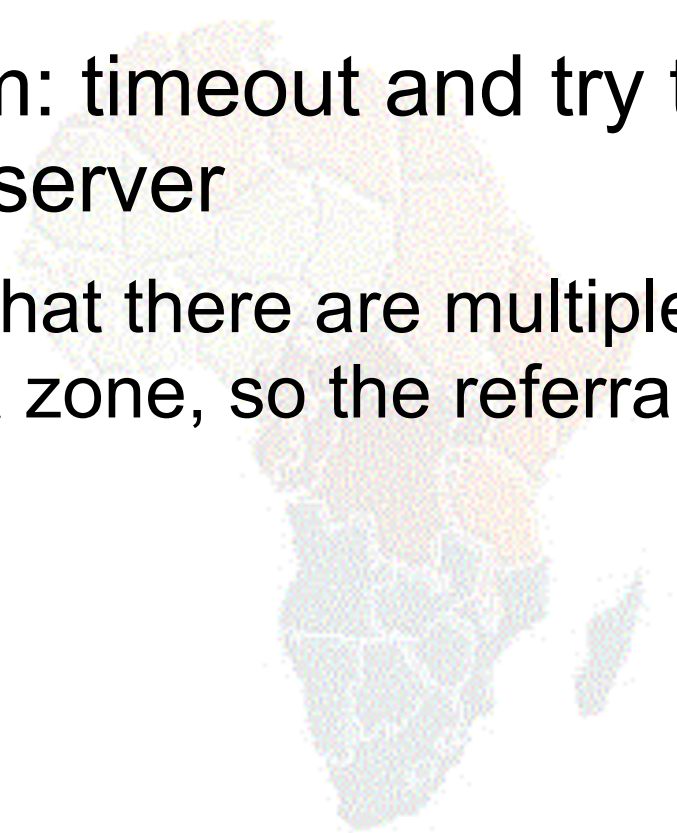 m: timeout and try t
server
hat there are multiple
zone, so the referra